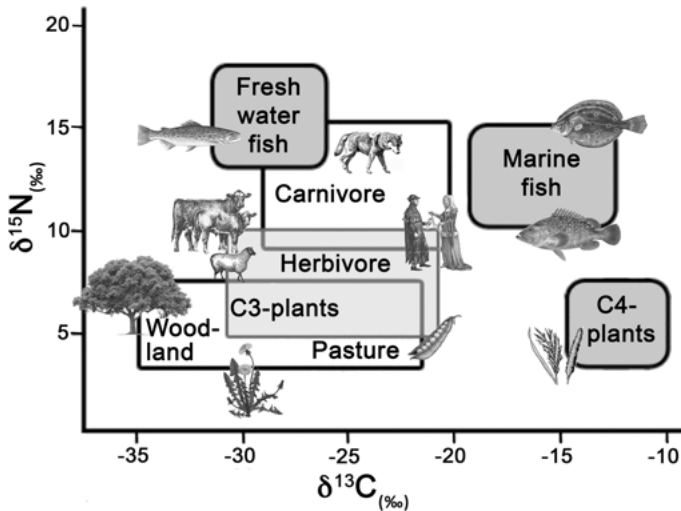 20
15
10
5
δ15N(‰)
Fresh
water
fish
Carnivore
Marine
fish
Herbivore
C3-plants
Wood-
land
Pasture
C4-
plants
-35
-30
-25
-20
-15
-10
δ13C(‰)